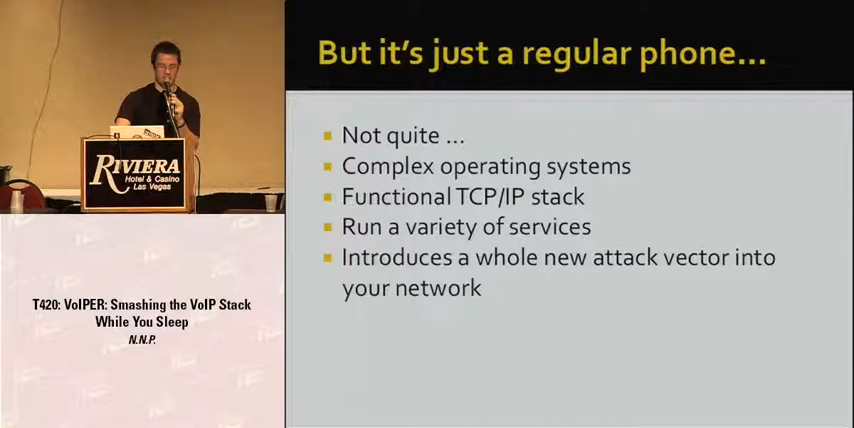 But it's just a regular phone...
Not quite ...
Complex operating systems
Functional TCP/IP stack
Run a variety of services
Introduces a whole new attack vector into
your network
RIVIERA
Hotel & Casino
Las Vegas
T420: VoIPER: Smashing the VoIP Stack
While You Sleep
N.N.P.